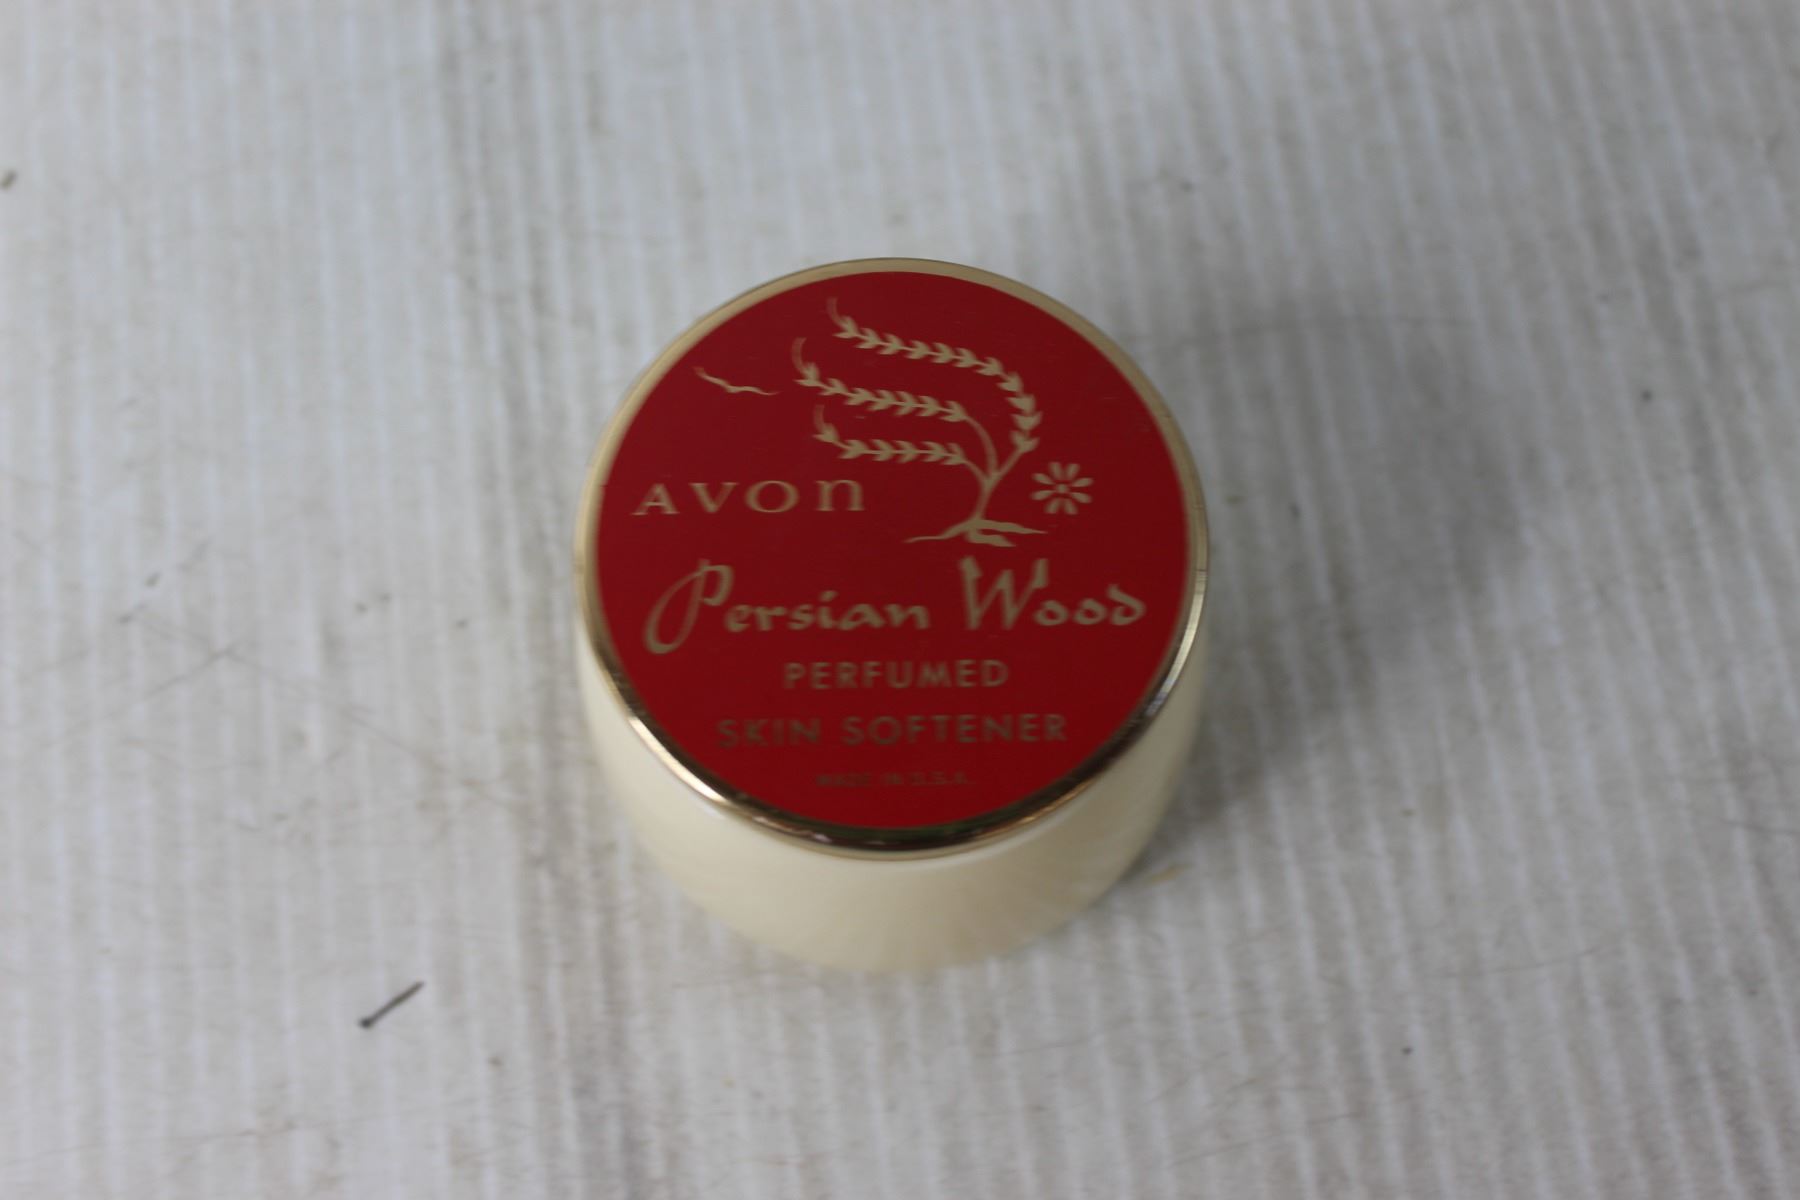 AVON
Persian Wood
PERFUMED
SKIN SOFTENER
MADE IN U.S.A.